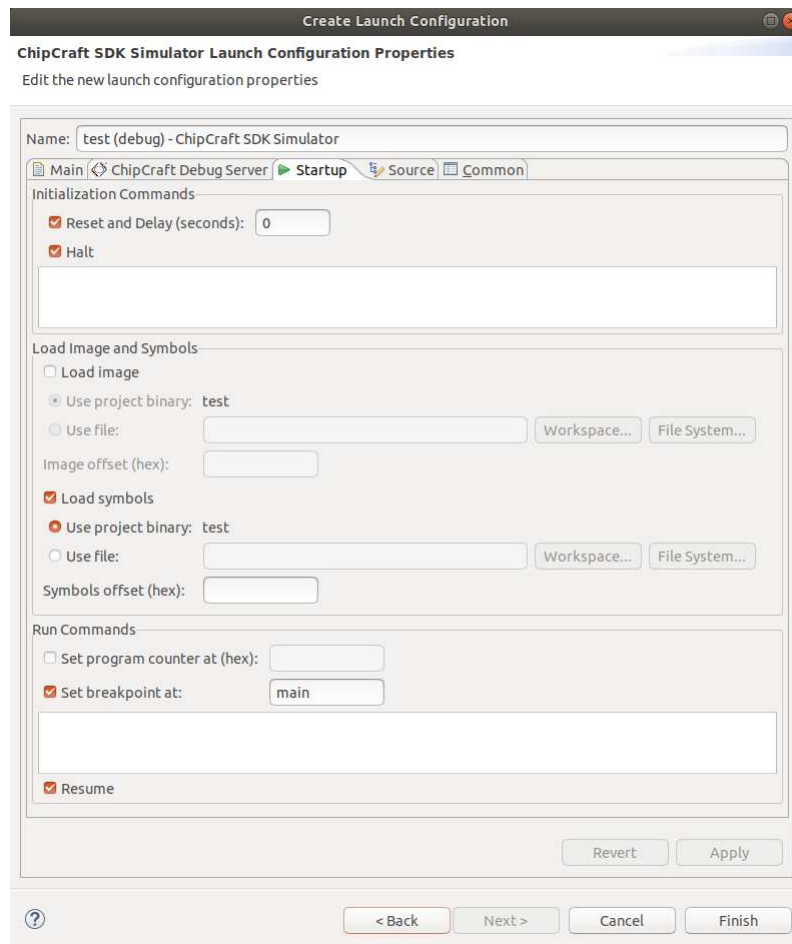 Create Launch Configuration
ChipCraft SDK Simulator Launch Configuration Properties
Edit the new launch configuration properties
Name: test (debug) - ChipCraft SDK Simulator
Main ChipCraft Debug Server Startup Source Common
Initialization Commands
Reset and Delay (seconds): 0
Halt
Load Image and Symbols
Load image
Use project binary: test
Use file: Workspace... File System...
Image offset (hex):
Load symbols
Use project binary: test
Use file: Workspace... File System...
Symbols offset (hex):
Run Commands
Set program counter at (hex):
Set breakpoint at: main
Resume
Revert Apply
? < Back Next > Cancel Finish